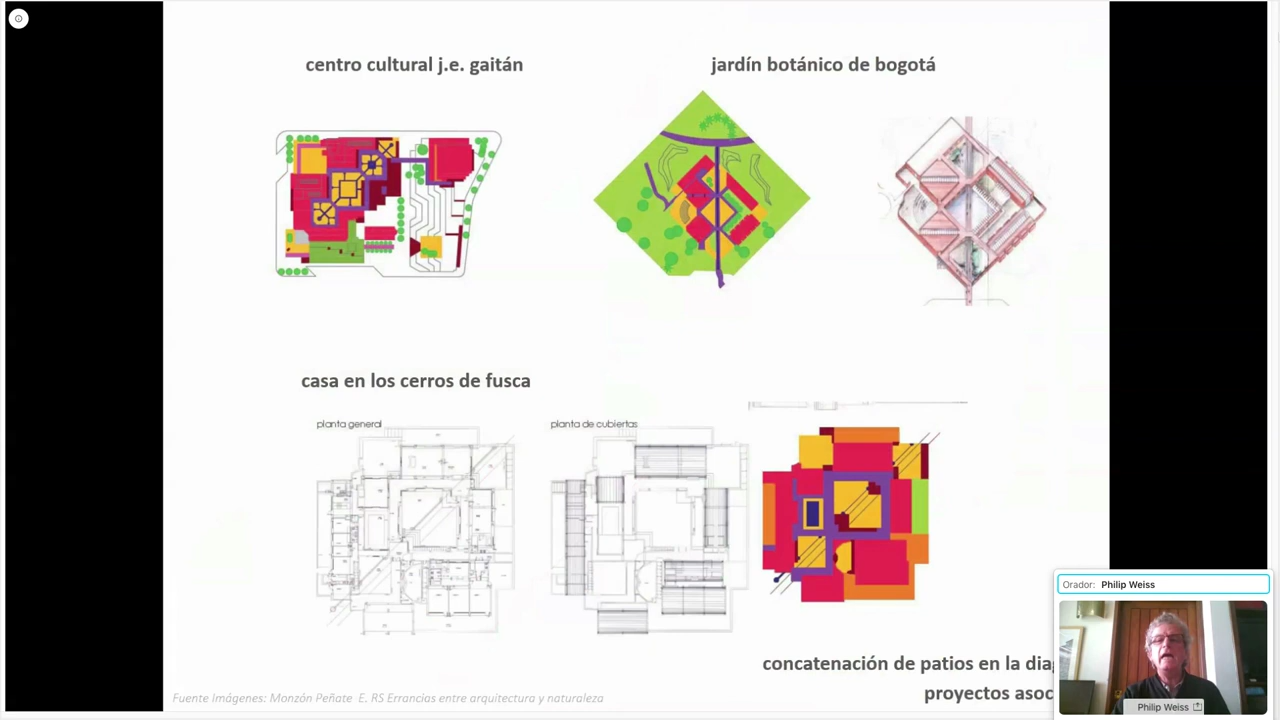 centro cultural j.e. gaitán
jardín botánico de bogotá
casa en los cerros de fusca
planta general
planta de cubiertas
Orador: Philip Weiss
concatenación de patios en la dia
proyectos asoc
Fuente Imágenes: Monzón Peñate E. RS Errancias entre arquitectura y naturaleza
Philip Weiss